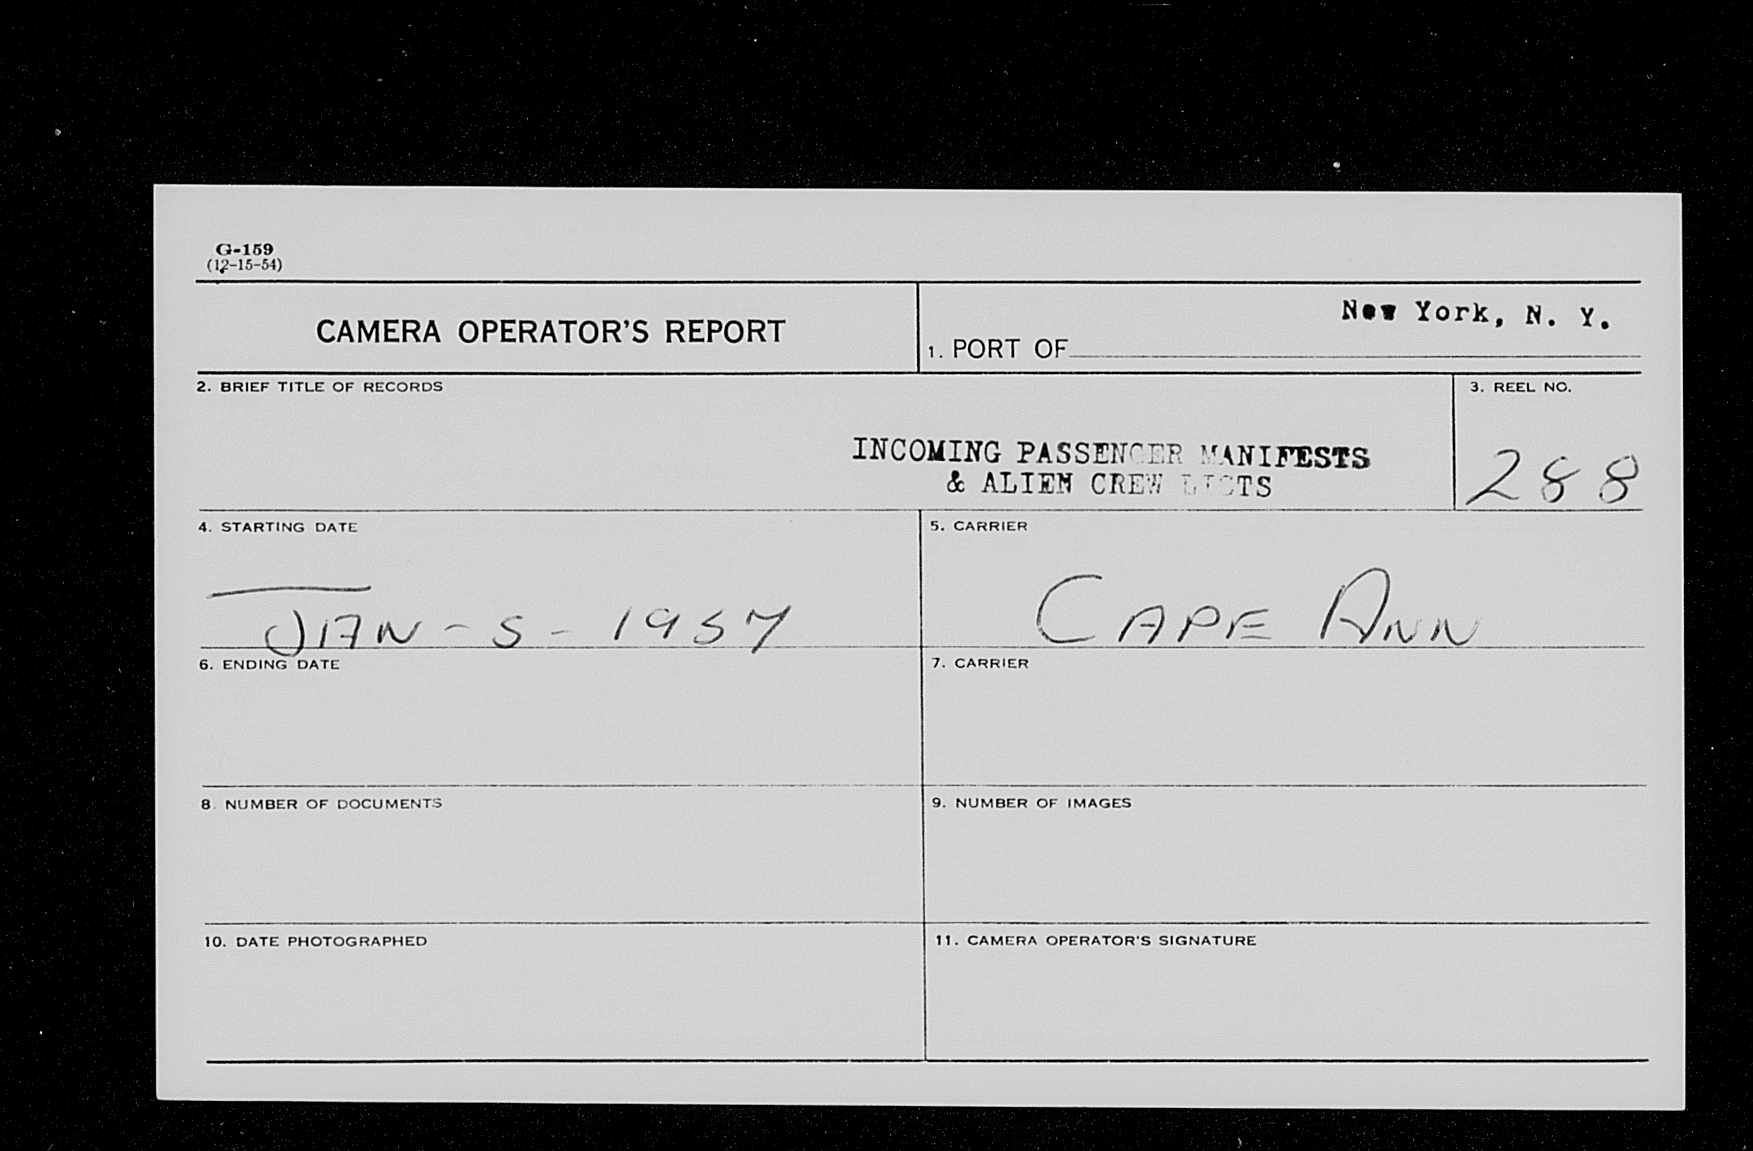 G-159
(12-15-54)
CAMERA OPERATOR'S REPORT
1. PORT OF New York, N. Y.
2. BRIEF TITLE OF RECORDS
INCOMING PASSENGER MANIFESTS
& ALIEN CREW LISTS
3. REEL NO.
288
4. STARTING DATE
JAN-5-1957
5. CARRIER
CAPE ANN
6. ENDING DATE
7. CARRIER
8. NUMBER OF DOCUMENTS
9. NUMBER OF IMAGES
10. DATE PHOTOGRAPHED
11. CAMERA OPERATOR'S SIGNATURE